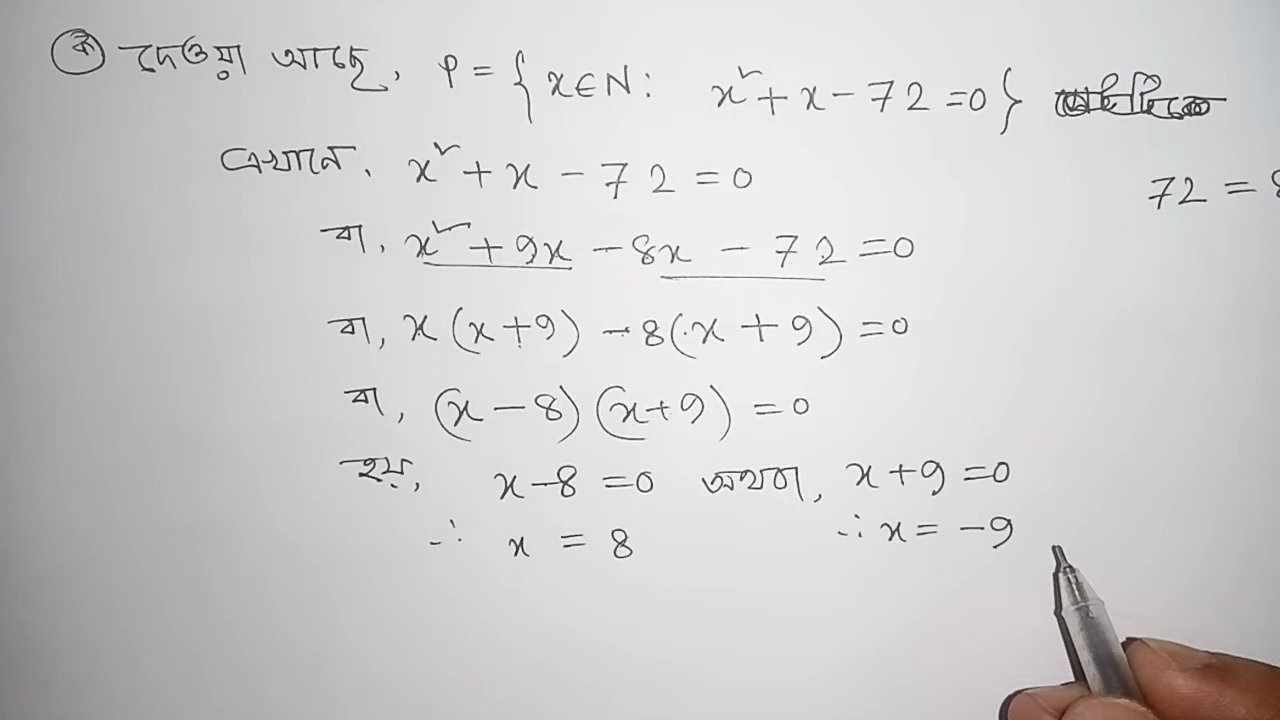 ক দেওয়া আছে, P = { x ∈ N : x² + x - 72 = 0 }
এখানে, x² + x - 72 = 0
72 = 8
বা, x² + 9x - 8x - 72 = 0
বা, x (x + 9) - 8 (x + 9) = 0
বা, (x - 8) (x + 9) = 0
হয়, x - 8 = 0 অথবা, x + 9 = 0
∴ x = 8 ∴ x = -9